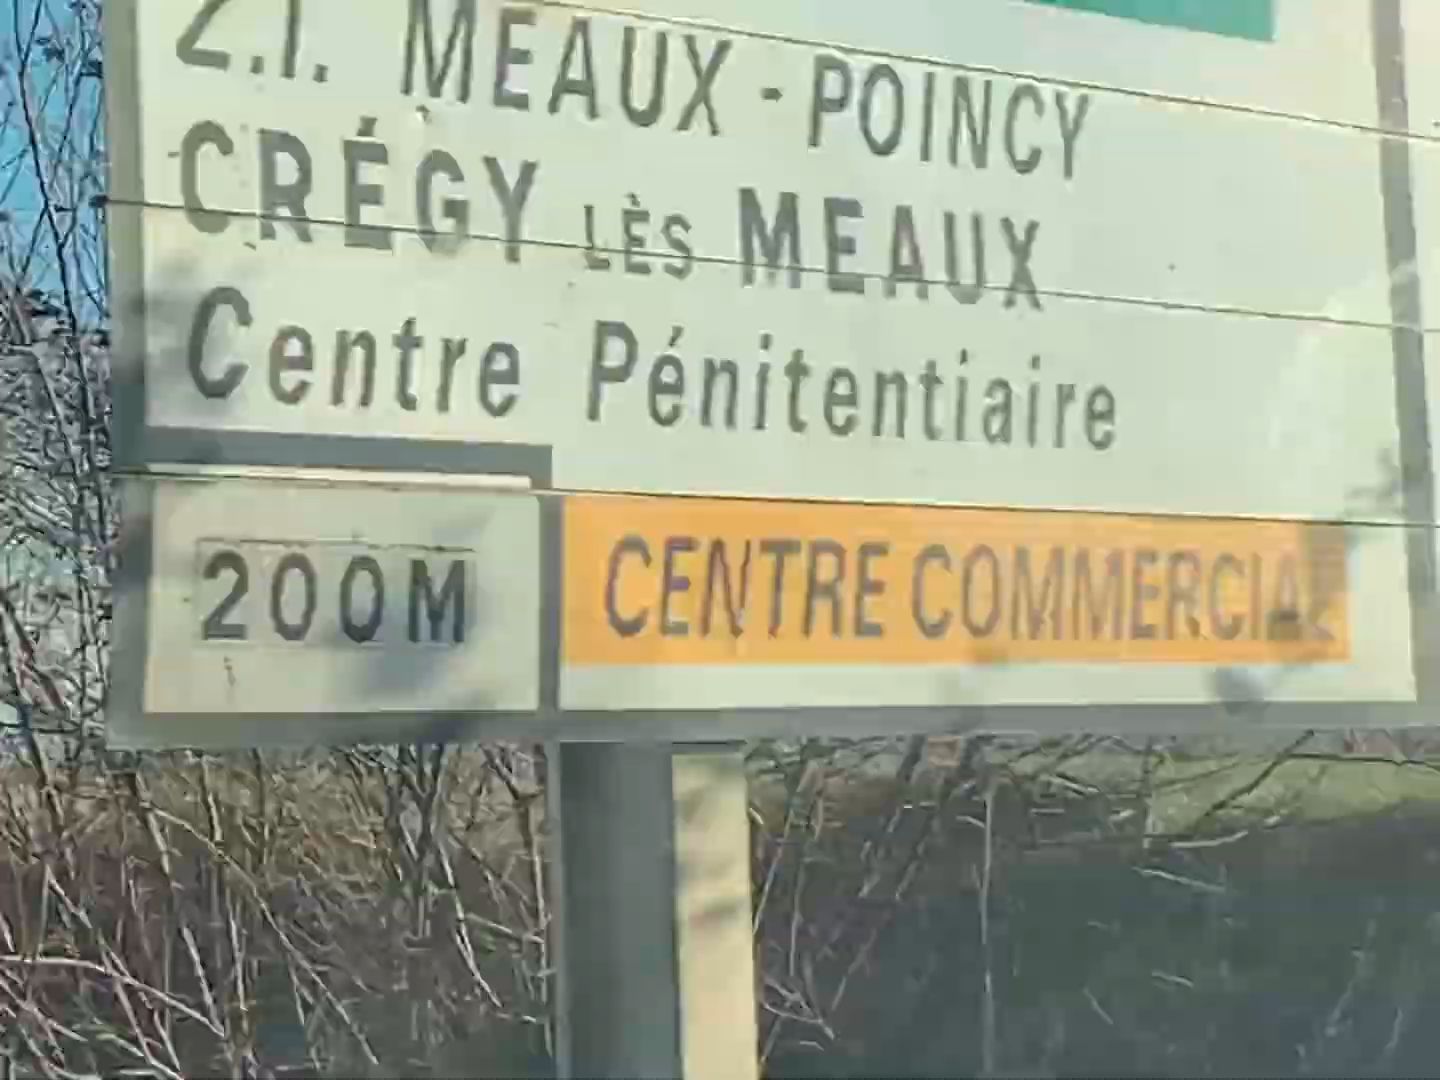 Z.I. MEAUX - POINCY
CRÉGY LÈS MEAUX
Centre Pénitentiaire
200M
CENTRE COMMERCIAL